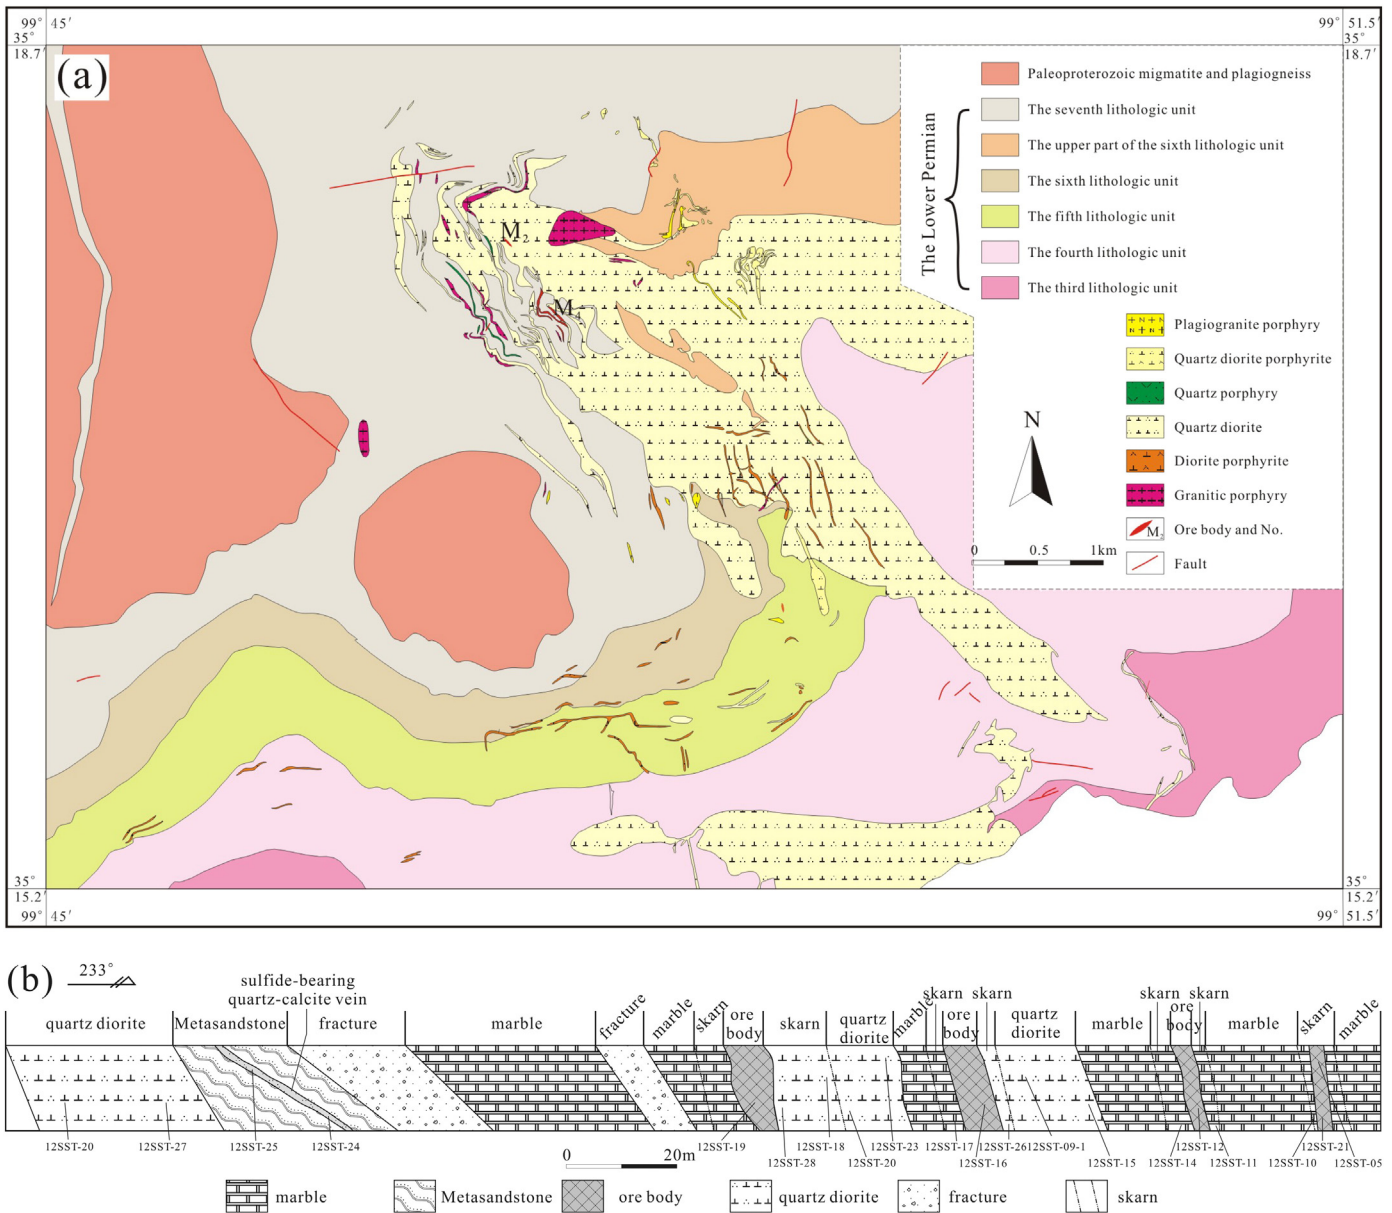 99° 45′
99° 51.5′
35°
18.7′
35°
18.7′
(a)
Paleoproterozoic migmatite and plagiogneiss
The seventh lithologic unit
The upper part of the sixth lithologic unit
The sixth lithologic unit
The fifth lithologic unit
The fourth lithologic unit
The third lithologic unit
The Lower Permian
M2
M4
Plagiogranite porphyry
Quartz diorite porphyrite
Quartz porphyry
Quartz diorite
Diorite porphyrite
Granitic porphyry
M2 Ore body and No.
Fault
N
0 0.5 1km
35°
15.2′
99° 45′
35°
15.2′
99° 51.5′
(b)
233°
sulfide-bearing
quartz-calcite vein
quartz diorite
Metasandstone
fracture
marble
fracture
marble
skarn
ore
body
skarn
quartz
diorite
marble
skarn
ore
body
skarn
quartz
diorite
marble
skarn
ore
body
skarn
marble
skarn
marble
12SST-20
12SST-27
12SST-25
12SST-24
12SST-19
12SST-28
12SST-18
12SST-20
12SST-23
12SST-17
12SST-16
12SST-26
12SST-09-1
12SST-15
12SST-14
12SST-12
12SST-11
12SST-10
12SST-21
12SST-05
0 20m
marble
Metasandstone
ore body
quartz diorite
fracture
skarn